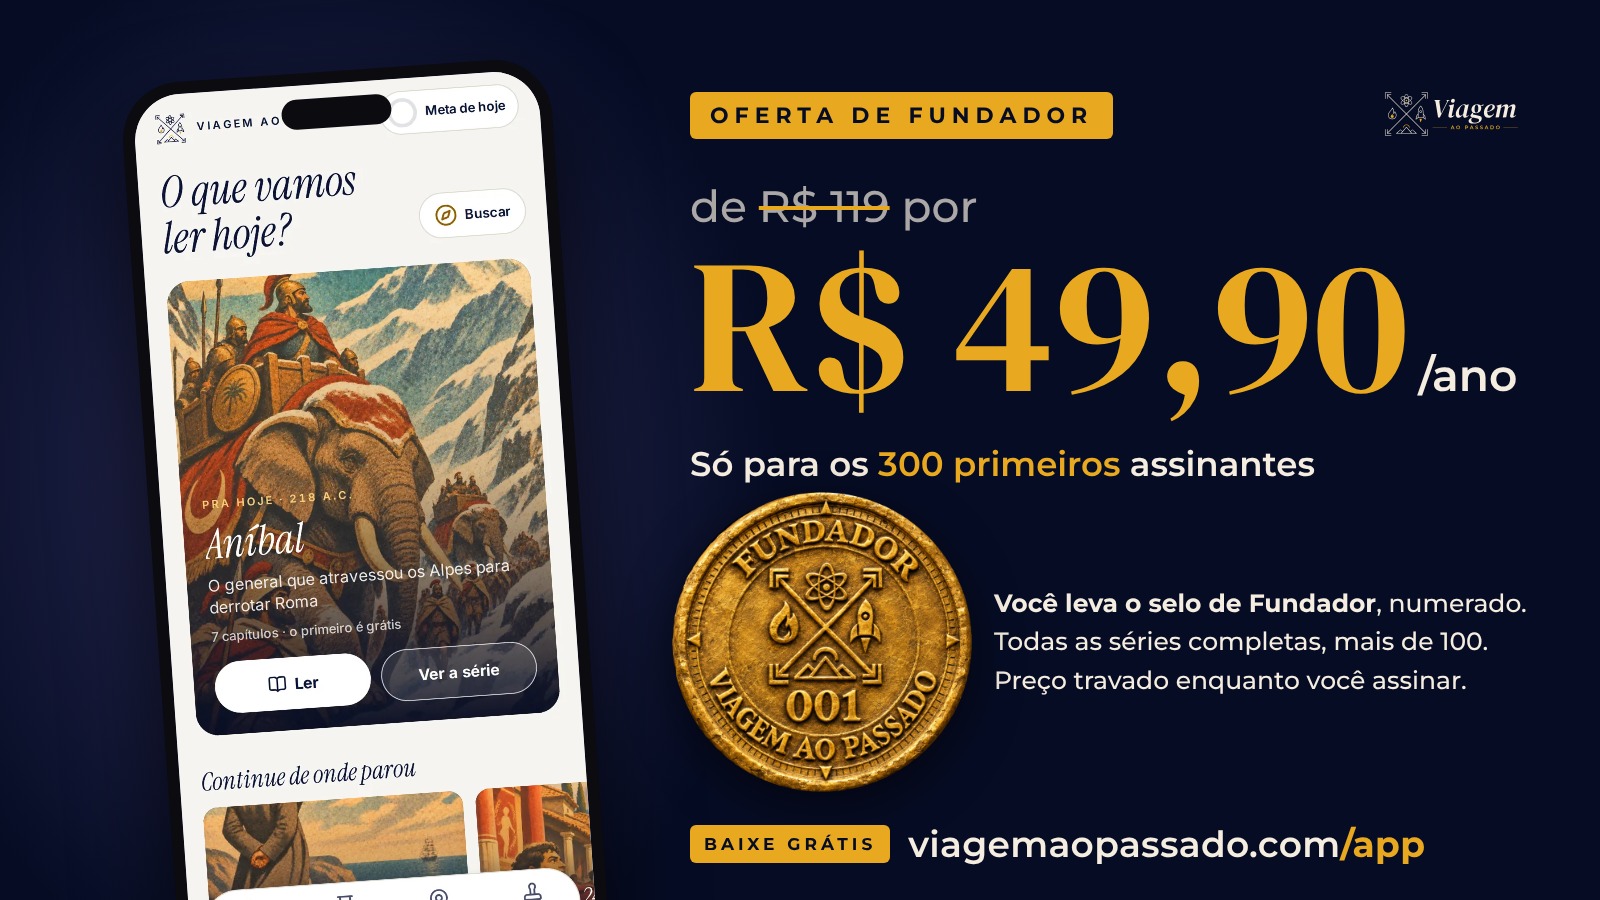 VIAGEM AO
Meta de hoje
O que vamos
ler hoje?
Buscar
PRA HOJE · 218 A.C.
Aníbal
O general que atravessou os Alpes para
derrotar Roma
7 capítulos · o primeiro é grátis
Ler
Ver a série
Continue de onde parou
OFERTA DE FUNDADOR
Viagem
AO PASSADO
de R$ 119 por
R$ 49,90/ano
Só para os 300 primeiros assinantes
FUNDADOR
001
VIAGEM AO PASSADO
Você leva o selo de Fundador, numerado.
Todas as séries completas, mais de 100.
Preço travado enquanto você assinar.
BAIXE GRÁTIS
viagemaopassado.com/app